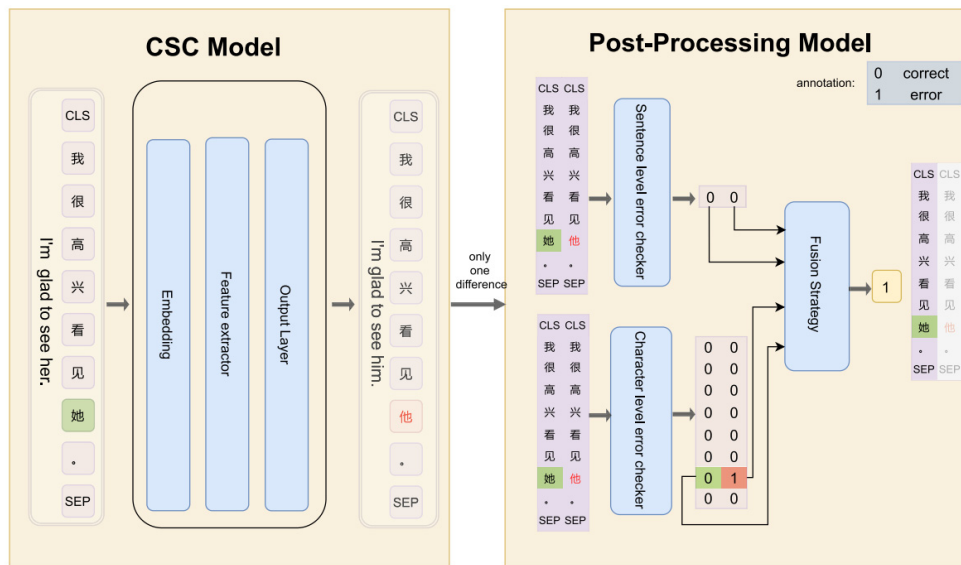 CSC Model
I'm glad to see her.
CLS
我
很
高
兴
看
见
她
。
SEP
Embedding
Feature extractor
Output Layer
CLS
我
很
高
兴
看
见
他
。
SEP
I'm glad to see him.
only
one
difference
Post-Processing Model
annotation:
0 correct
1 error
CLS CLS
我 我
很 很
高 高
兴 兴
看 看
见 见
她 他
。 。
SEP SEP
Sentence level error checker
0 0
CLS CLS
我 我
很 很
高 高
兴 兴
看 看
见 见
她 他
。 。
SEP SEP
Character level error checker
0 0
0 0
0 0
0 0
0 0
0 0
0 1
0 0
Fusion Strategy
1
CLS CLS
我 我
很 很
高 高
兴 兴
看 看
见 见
她 他
。 。
SEP SEP